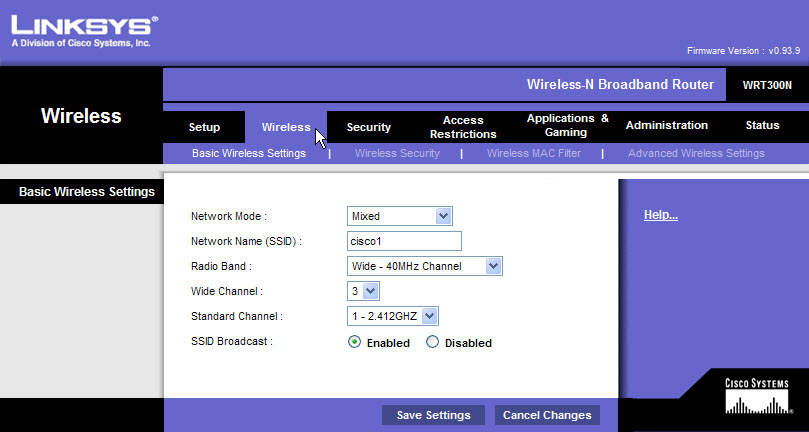 LINKSYS®
A Division of Cisco Systems, Inc.
Firmware Version : v0.93.9
Wireless
Wireless-N Broadband Router WRT300N
Setup Wireless Security Access Restrictions Applications & Gaming Administration Status
Basic Wireless Settings | Wireless Security | Wireless MAC Filter | Advanced Wireless Settings
Basic Wireless Settings
Network Mode : Mixed
Network Name (SSID) : cisco1
Radio Band : Wide - 40MHz Channel
Wide Channel : 3
Standard Channel : 1 - 2.412GHZ
SSID Broadcast : Enabled Disabled
Help...
CISCO SYSTEMS
®
Save Settings Cancel Changes